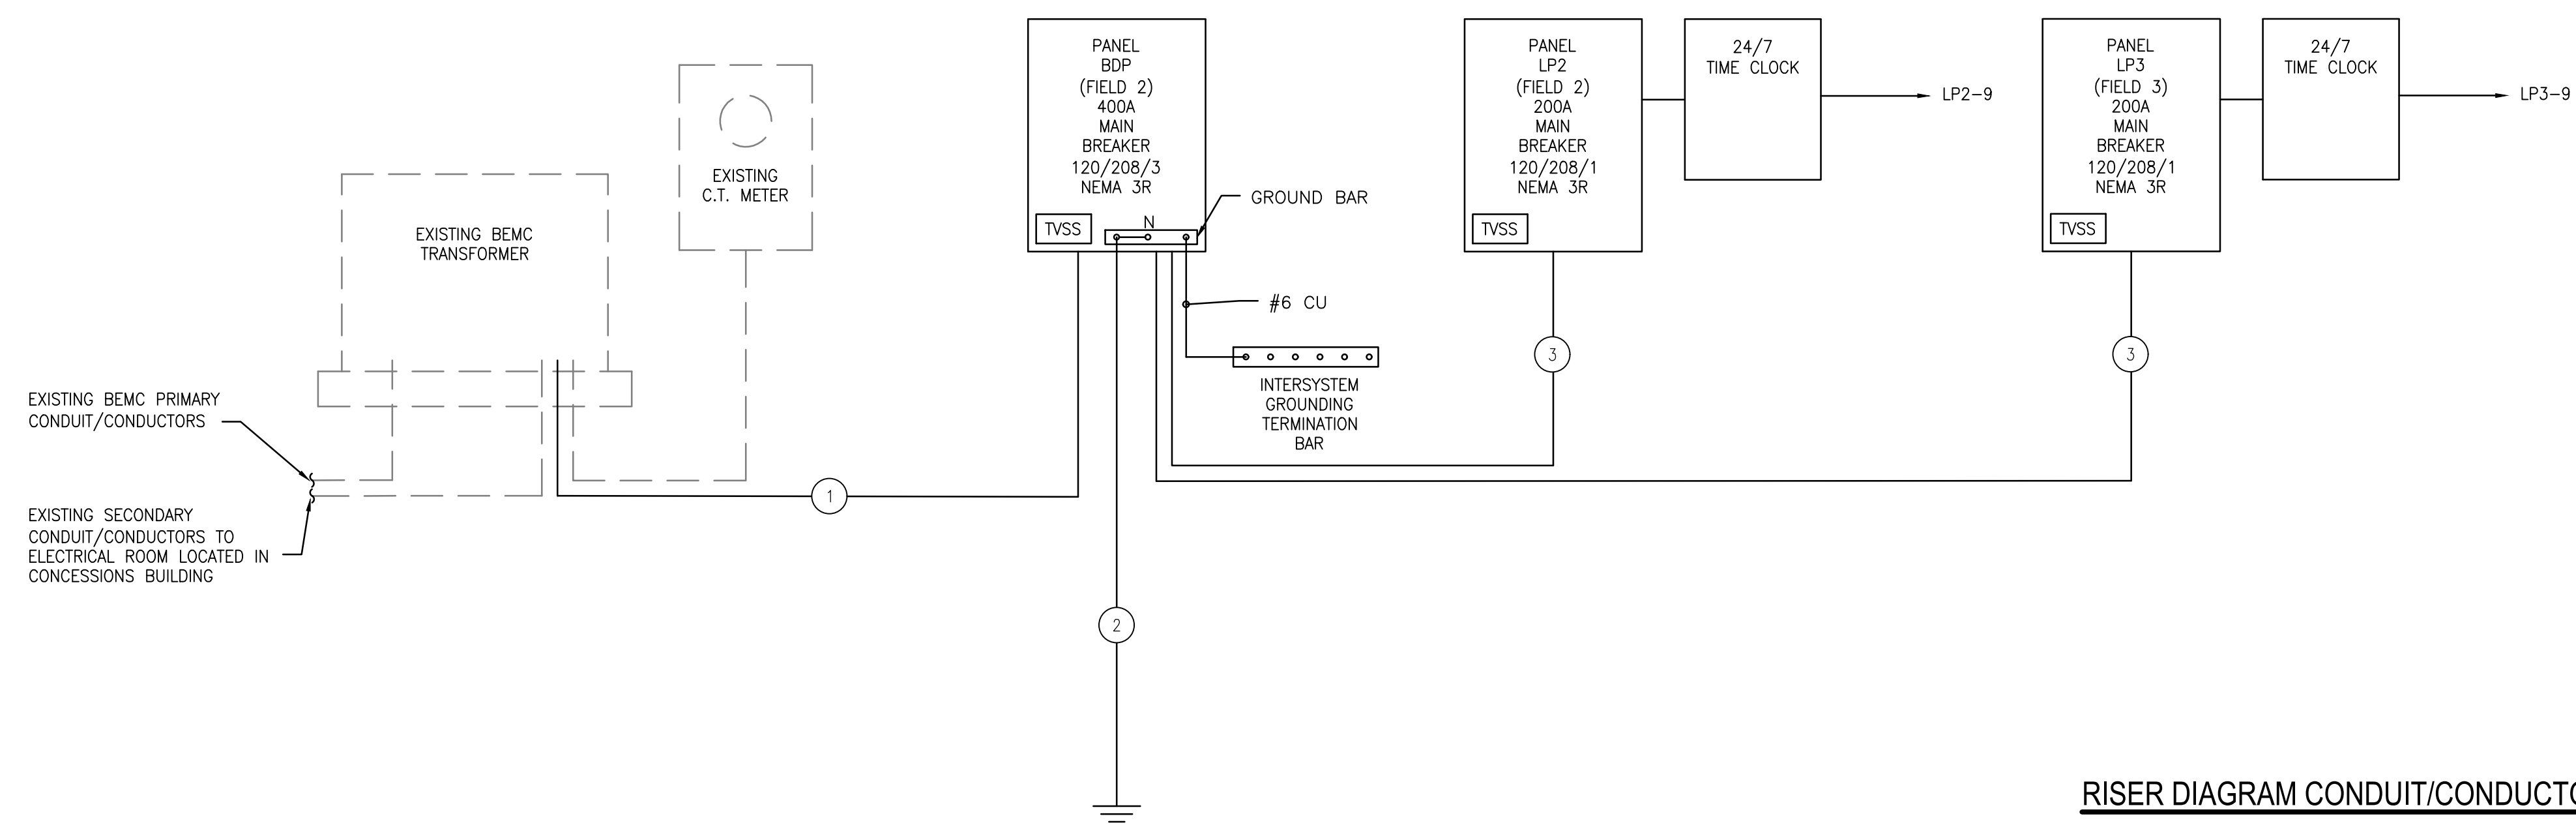 PANEL
BDP
(FIELD 2)
400A
MAIN
BREAKER
120/208/3
NEMA 3R
TVSS
N
GROUND BAR
#6 CU
INTERSYSTEM
GROUNDING
TERMINATION
BAR
PANEL
LP2
(FIELD 2)
200A
MAIN
BREAKER
120/208/1
NEMA 3R
TVSS
24/7
TIME CLOCK
LP2-9
PANEL
LP3
(FIELD 3)
200A
MAIN
BREAKER
120/208/1
NEMA 3R
TVSS
24/7
TIME CLOCK
LP3-9
EXISTING
C.T. METER
EXISTING BEMC
TRANSFORMER
EXISTING BEMC PRIMARY
CONDUIT/CONDUCTORS
EXISTING SECONDARY
CONDUIT/CONDUCTORS TO
ELECTRICAL ROOM LOCATED IN
CONCESSIONS BUILDING
1
2
3
3
RISER DIAGRAM CONDUIT/CONDUCTO